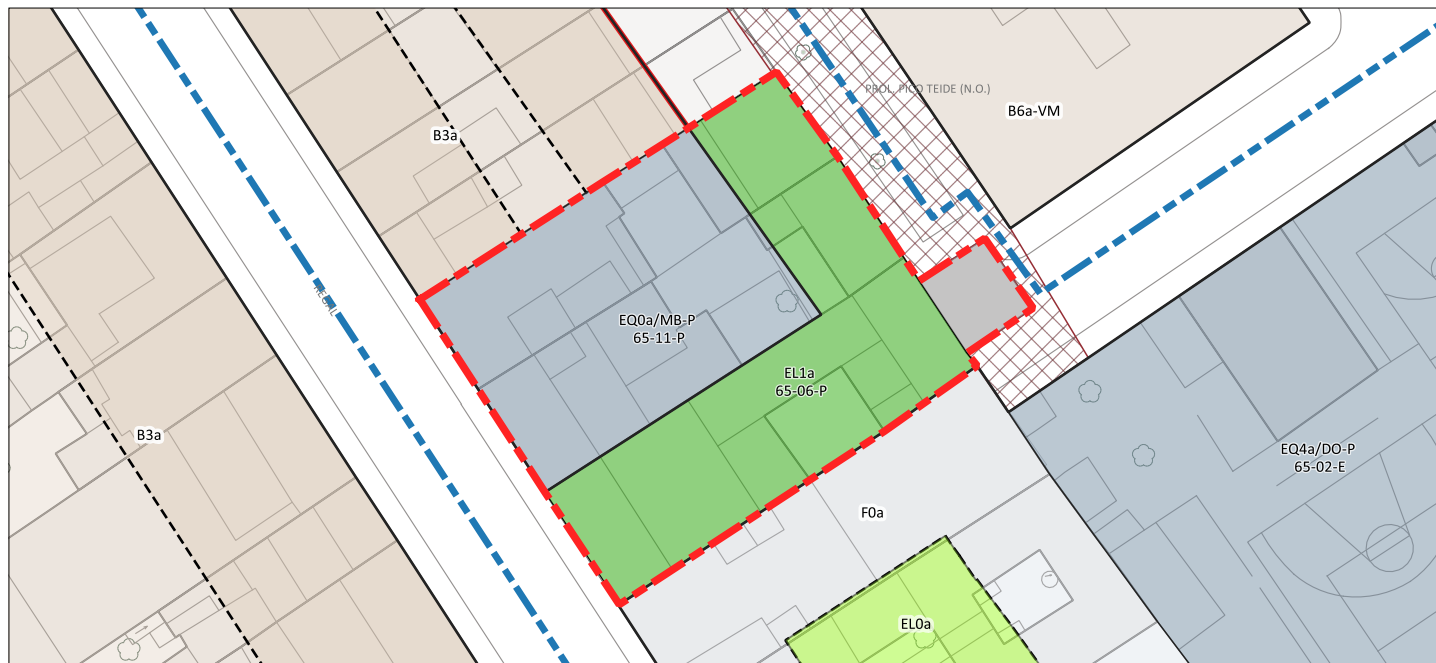 PROL. PICO TEIDE (N.O.)
B6a-VM
B3a
EQ0a/MB-P
65-11-P
EL1a
65-06-P
B3a
EQ4a/DO-P
65-02-E
F0a
EL0a